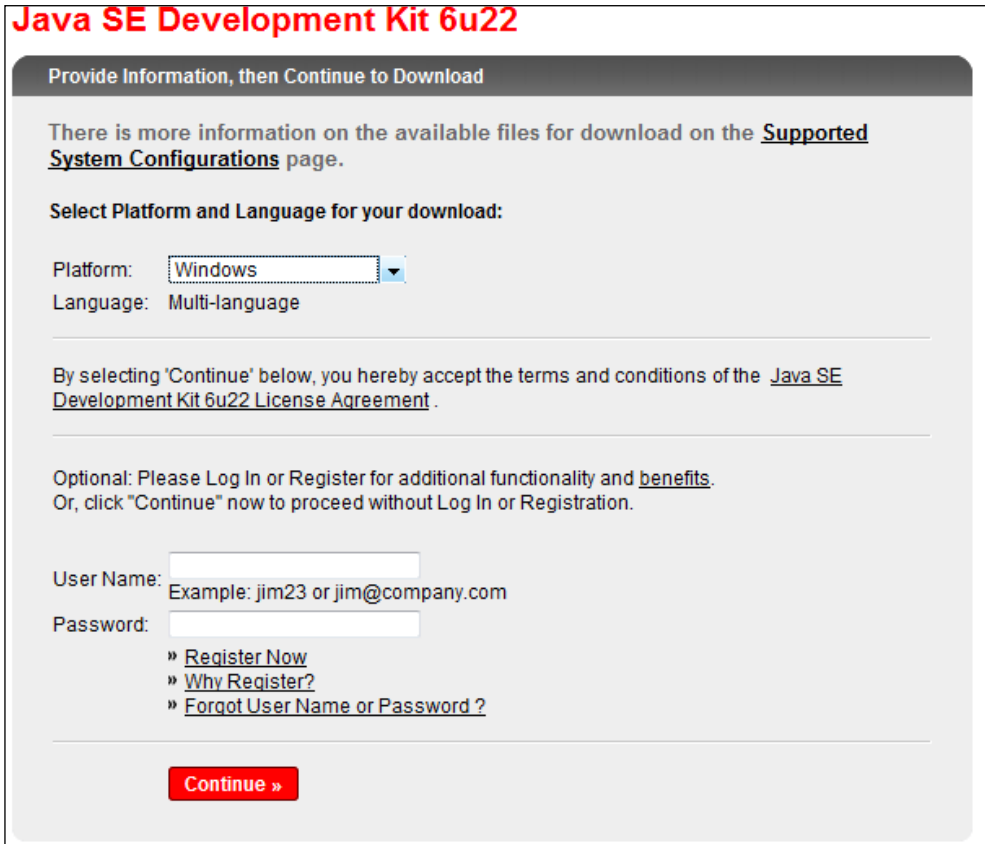 Java SE Development Kit 6u22
Provide Information, then Continue to Download
There is more information on the available files for download on the Supported
System Configurations page.
Select Platform and Language for your download:
Platform: Windows
Language: Multi-language
By selecting 'Continue' below, you hereby accept the terms and conditions of the Java SE
Development Kit 6u22 License Agreement .
Optional: Please Log In or Register for additional functionality and benefits.
Or, click "Continue" now to proceed without Log In or Registration.
User Name:
Example: jim23 or jim@company.com
Password:
» Register Now
» Why Register?
» Forgot User Name or Password ?
Continue »